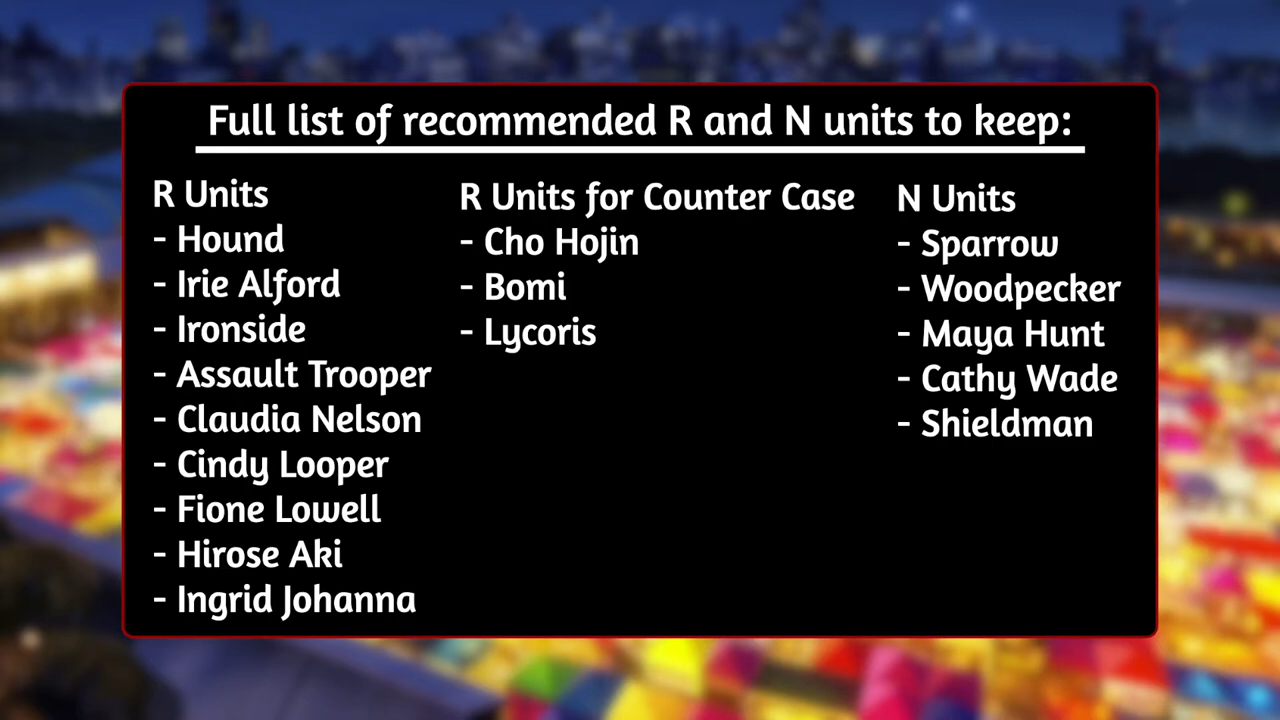 Full list of recommended R and N units to keep:
R Units
- Hound
- Irie Alford
- Ironside
- Assault Trooper
- Claudia Nelson
- Cindy Looper
- Fione Lowell
- Hirose Aki
- Ingrid Johanna
R Units for Counter Case
- Cho Hojin
- Bomi
- Lycoris
N Units
- Sparrow
- Woodpecker
- Maya Hunt
- Cathy Wade
- Shieldman